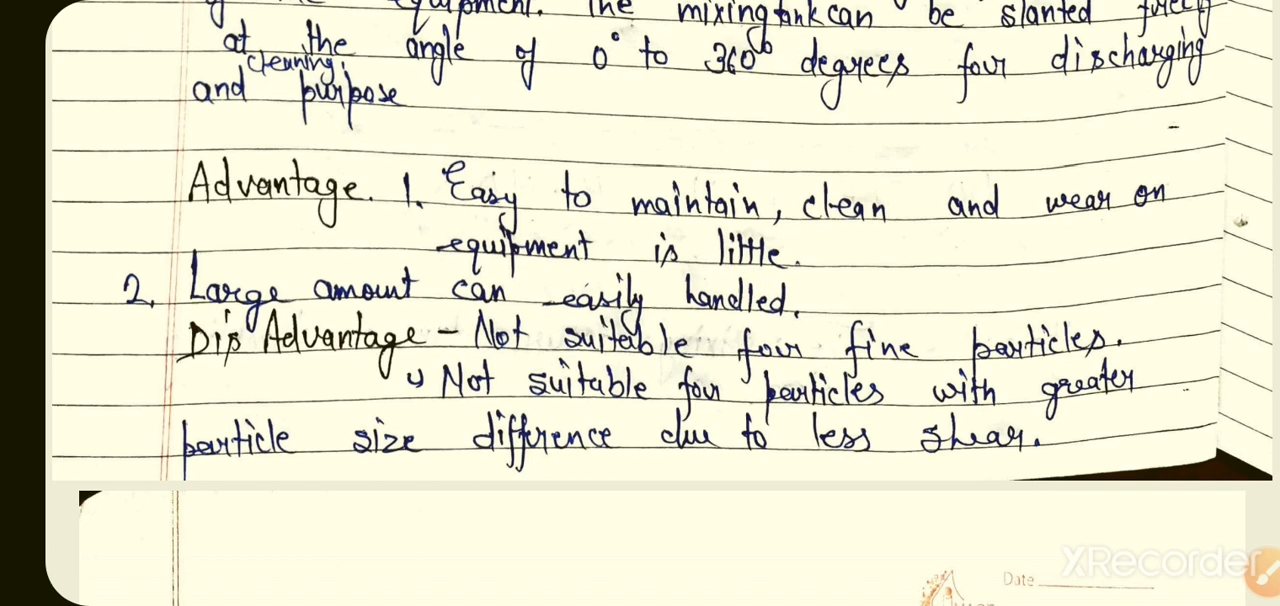 equipment. The mixing tank can be slanted freely
at the angle of 0° to 360° degrees four discharging
cleaning
and purpose
Advantage. 1. Easy to maintain, clean and wear on
equipment is little.
2. Large amount can easily handled.
Dis Advantage - Not suitable four fine particles.
Not suitable four particles with greater
particle size difference due to less shear.
XRecorder
Date